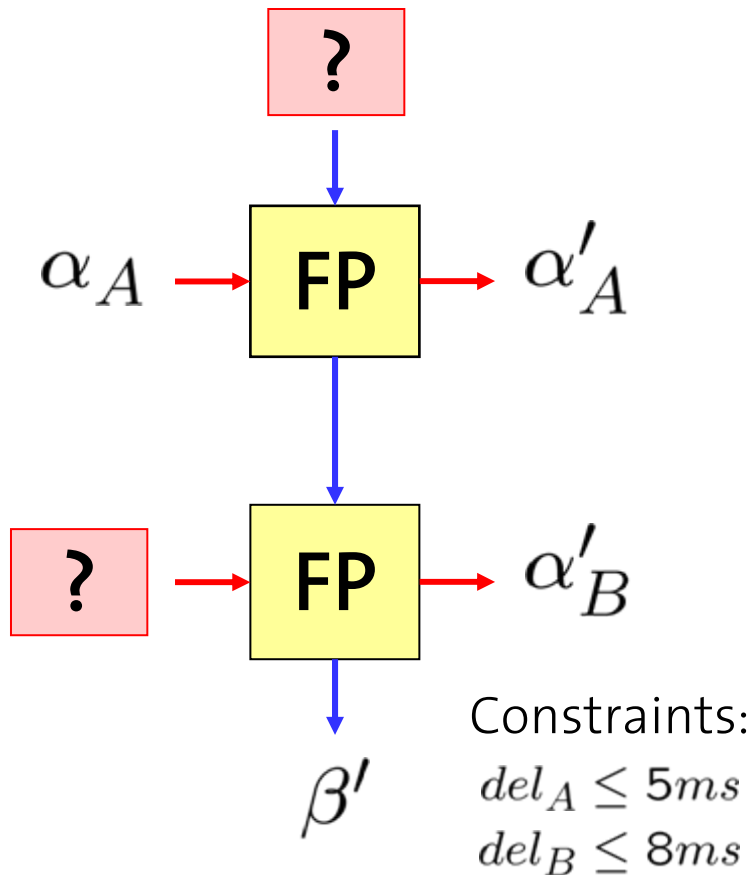 ?
α_A FP α'_A
? FP α'_B
β'
Constraints:
del_A ≤ 5ms
del_B ≤ 8ms